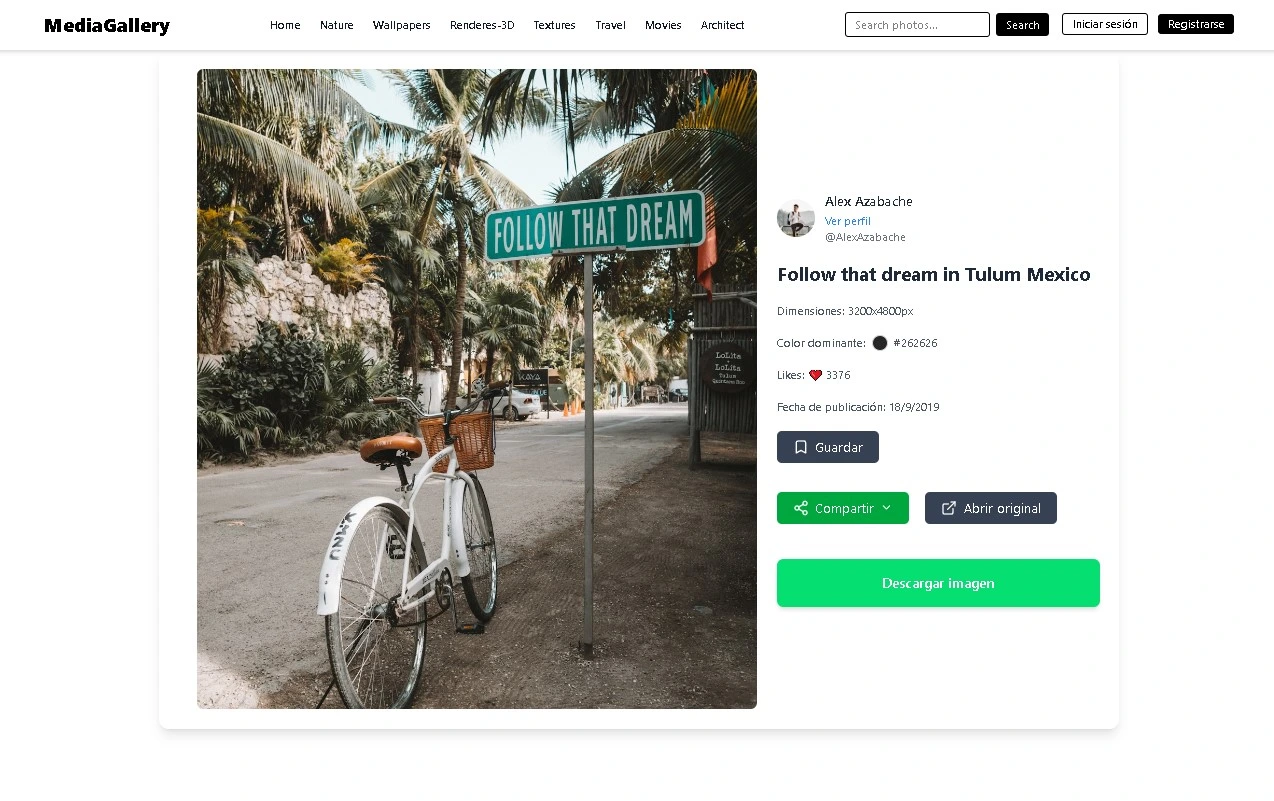 MediaGallery
Home Nature Wallpapers Renderes-3D Textures Travel Movies Architect
Search photos...
Search
Iniciar sesión
Registrarse
FOLLOW THAT DREAM
KAYA
LoLita
LoLita
Tulum
Quintana Roo
Alex Azabache
Ver perfil
@AlexAzabache
Follow that dream in Tulum Mexico
Dimensiones: 3200x4800px
Color dominante: #262626
Likes: ❤ 3376
Fecha de publicación: 18/9/2019
Guardar
Compartir
Abrir original
Descargar imagen